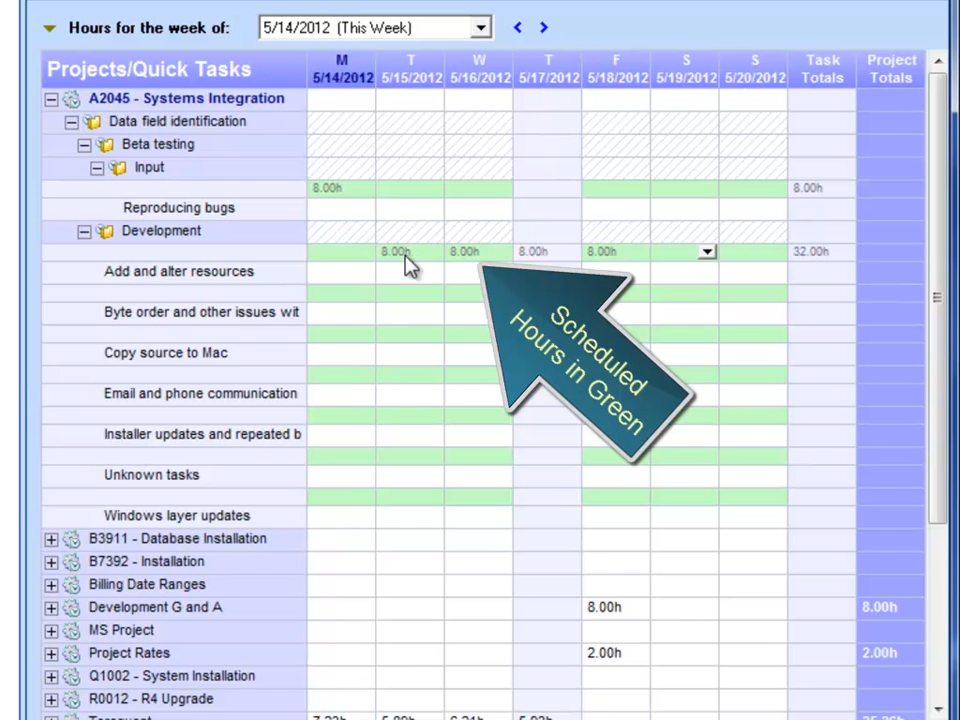 Hours for the week of: 5/14/2012 (This Week)
Projects/Quick Tasks M T W T F S S Task Project
5/14/2012 5/15/2012 5/16/2012 5/17/2012 5/18/2012 5/19/2012 5/20/2012 Totals Totals
A2045 - Systems Integration
Data field identification
Beta testing
Input
8.00h 8.00h
Reproducing bugs
Development
8.00h 8.00h 8.00h 8.00h 32.00h
Add and alter resources
Byte order and other issues wit
Copy source to Mac
Email and phone communication
Installer updates and repeated b
Unknown tasks
Windows layer updates
Scheduled
Hours in Green
B3911 - Database Installation
B7392 - Installation
Billing Date Ranges
Development G and A 8.00h 8.00h
MS Project
Project Rates 2.00h 2.00h
Q1002 - System Installation
R0012 - R4 Upgrade